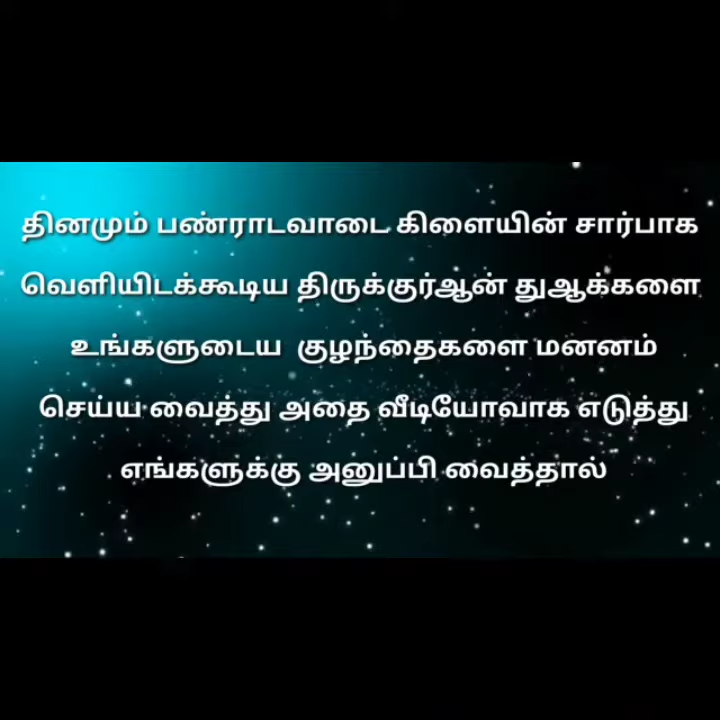 தினமும் பண்ராடவாடை கிளையின் சார்பாக
வெளியிடக்கூடிய திருக்குர்ஆன் துஆக்களை
உங்களுடைய குழந்தைகளை மனனம்
செய்ய வைத்து அதை வீடியோவாக எடுத்து
எங்களுக்கு அனுப்பி வைத்தால்